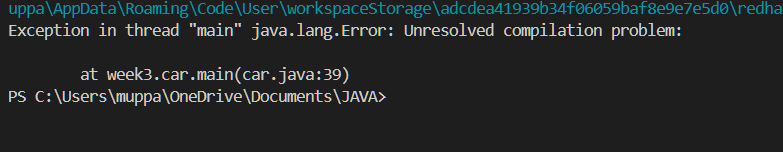 uppa\AppData\Roaming\Code\User\workspaceStorage\adcdea41939b34f06059baf8e9e7e5d0\redha
Exception in thread "main" java.lang.Error: Unresolved compilation problem:
at week3.car.main(car.java:39)
PS C:\Users\muppa\OneDrive\Documents\JAVA>